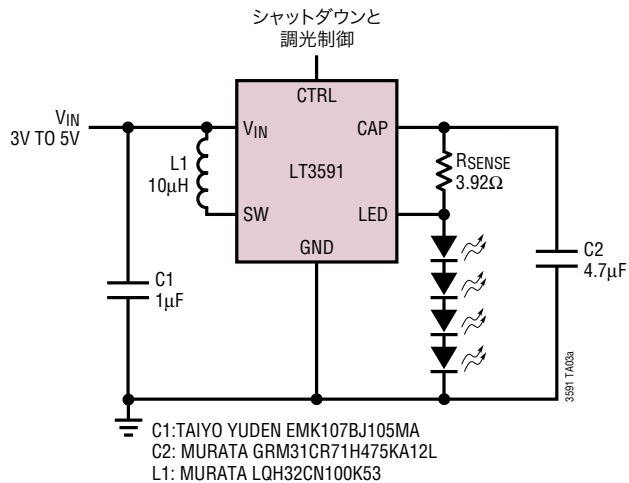 シャットダウンと
調光制御
CTRL
VIN
3V TO 5V
VIN
CAP
L1
10µH
LT3591
RSENSE
3.92Ω
SW
LED
GND
C1
1µF
C2
4.7µF
3591 TA03a
C1:TAIYO YUDEN EMK107BJ105MA
C2: MURATA GRM31CR71H475KA12L
L1: MURATA LQH32CN100K53